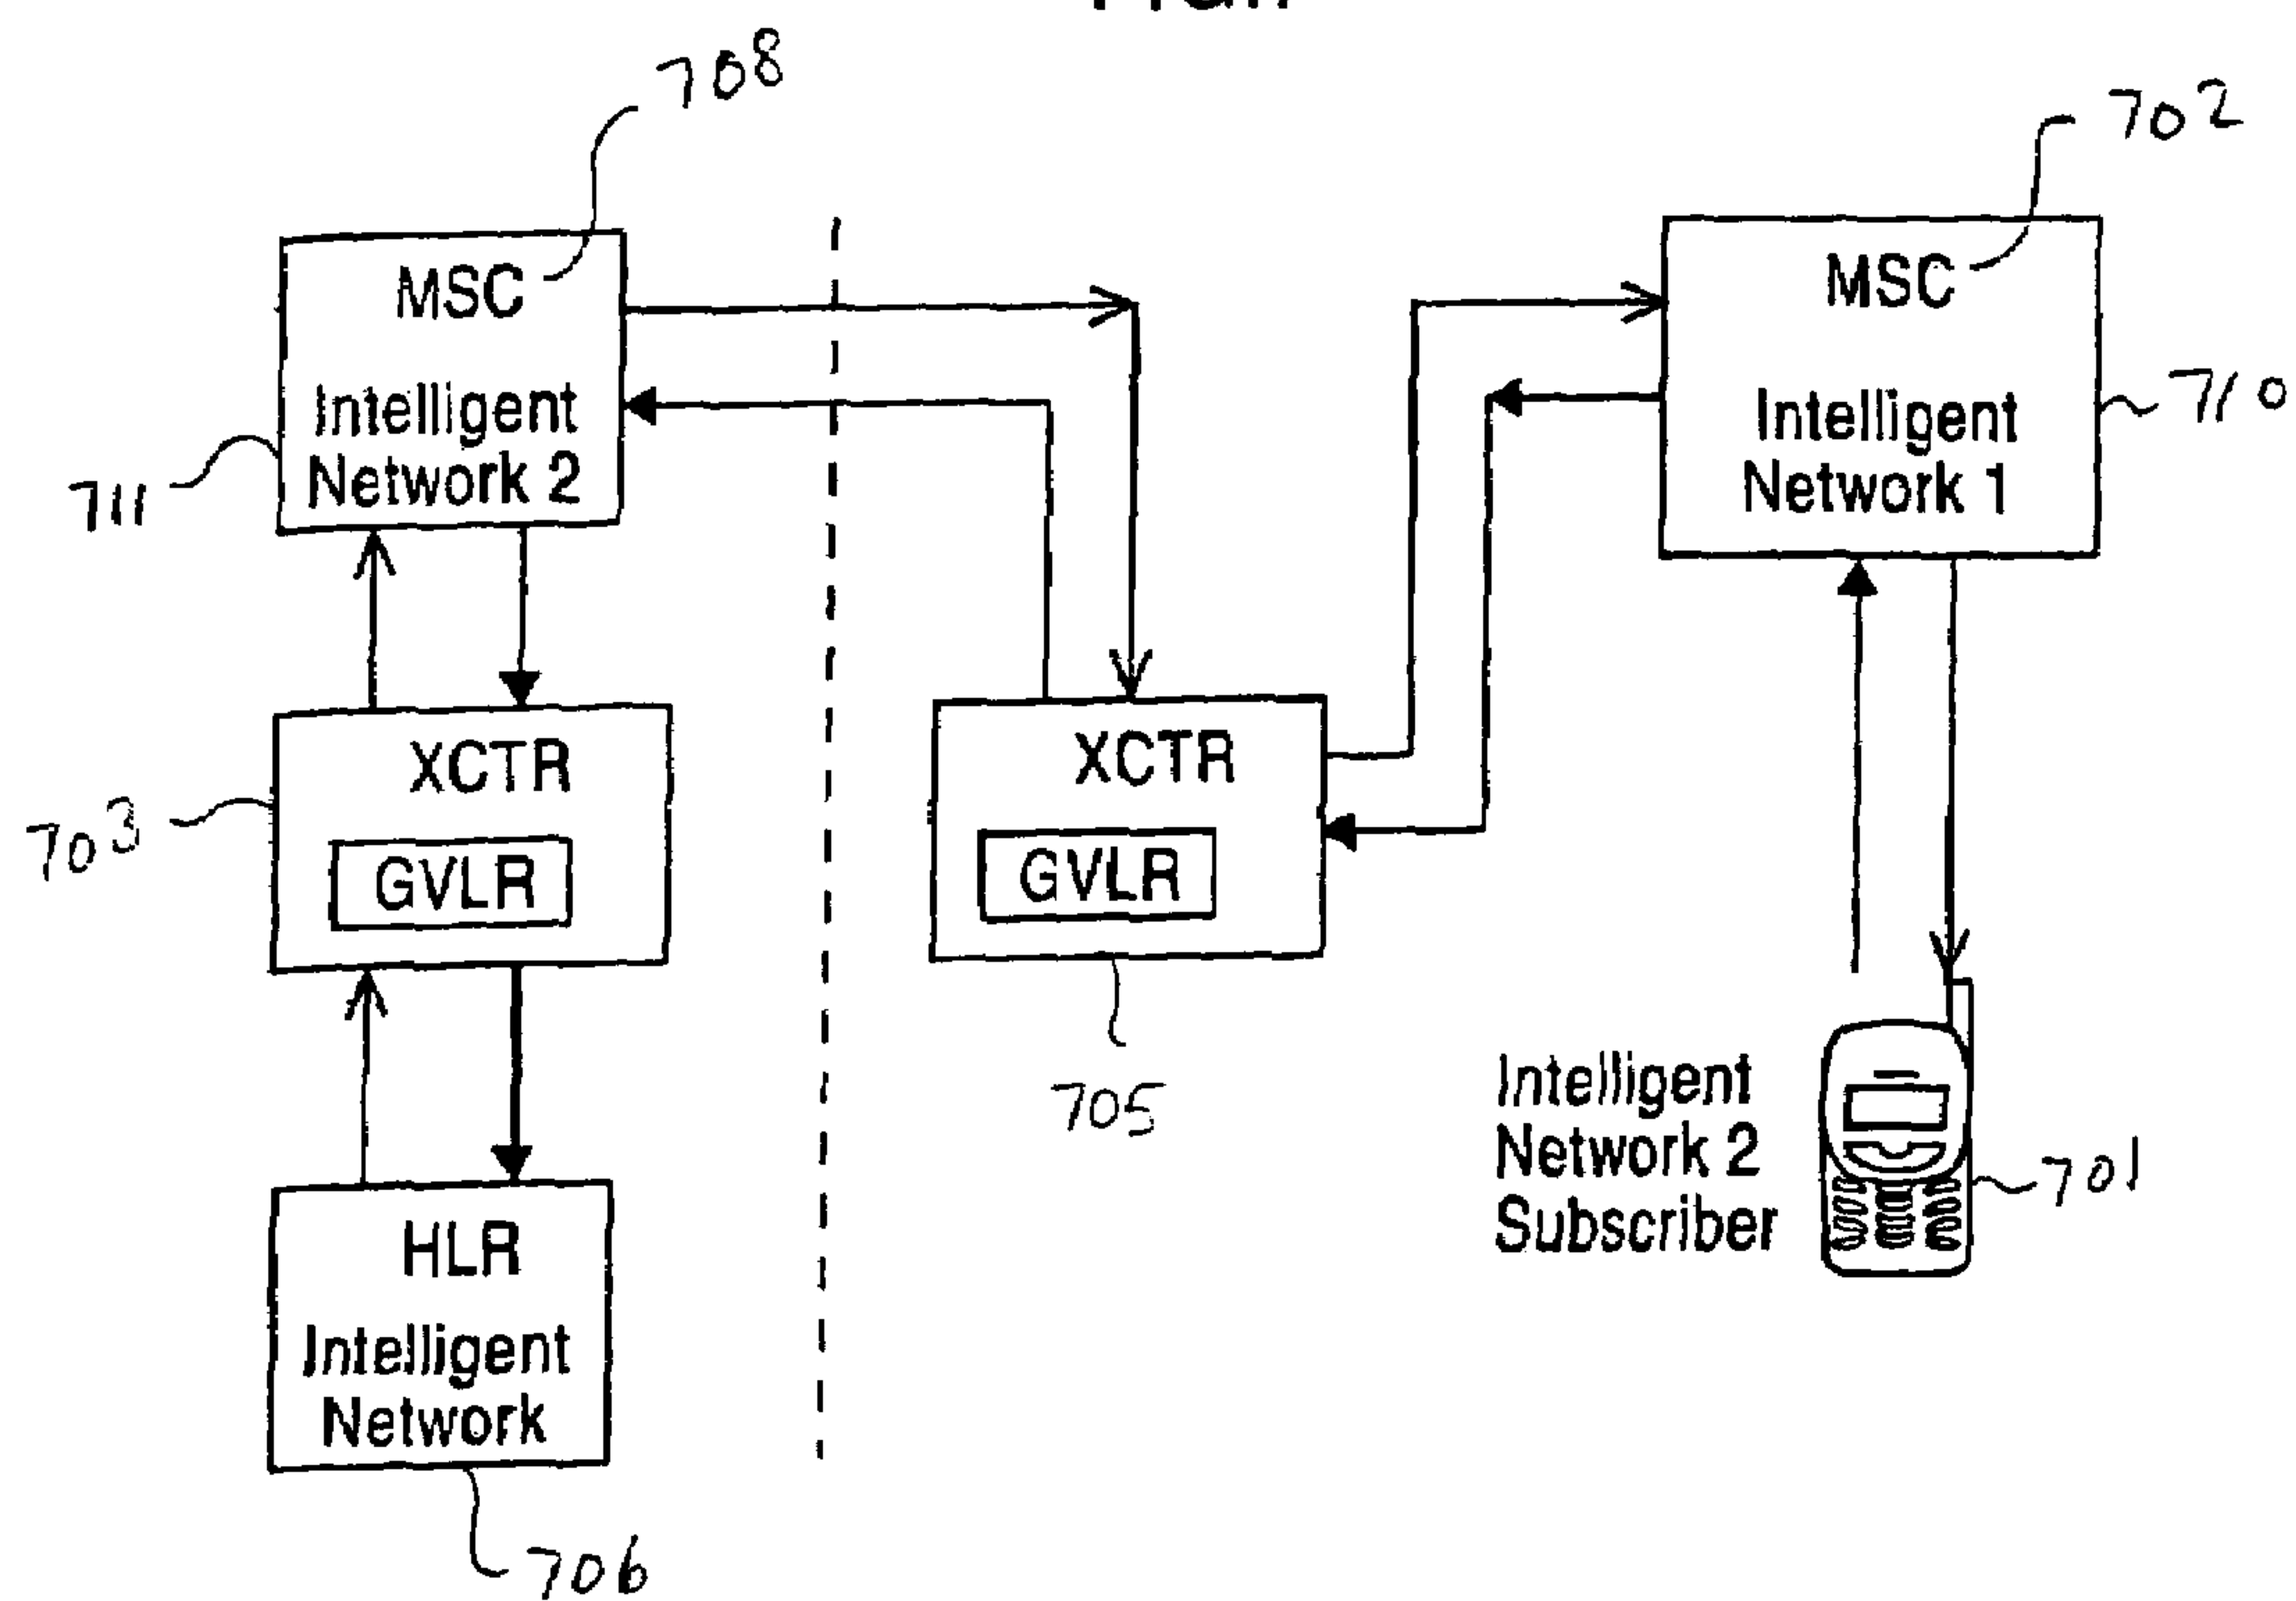 708
702
MSC
Intelligent
Network 2
711
MSC
Intelligent
Network 1
710
XCTR
GVLR
703
XCTR
GVLR
705
HLR
Intelligent
Network
706
Intelligent
Network 2
Subscriber
701